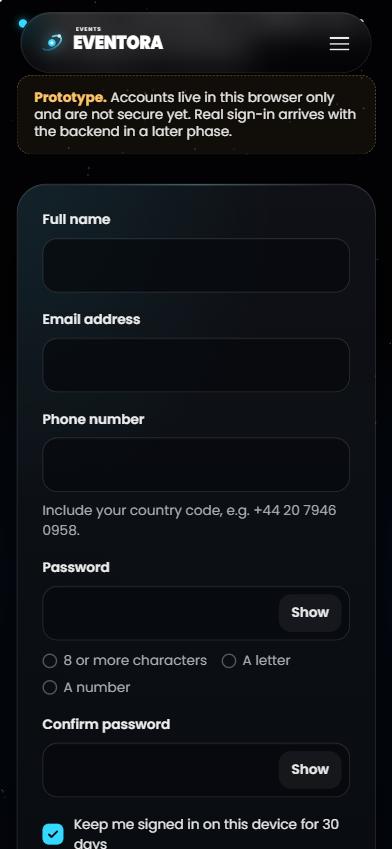 EVENTS
EVENTORA
Prototype. Accounts live in this browser only
and are not secure yet. Real sign-in arrives with
the backend in a later phase.
Full name
Email address
Phone number
Include your country code, e.g. +44 20 7946
0958.
Password
Show
8 or more characters A letter
A number
Confirm password
Show
Keep me signed in on this device for 30
days